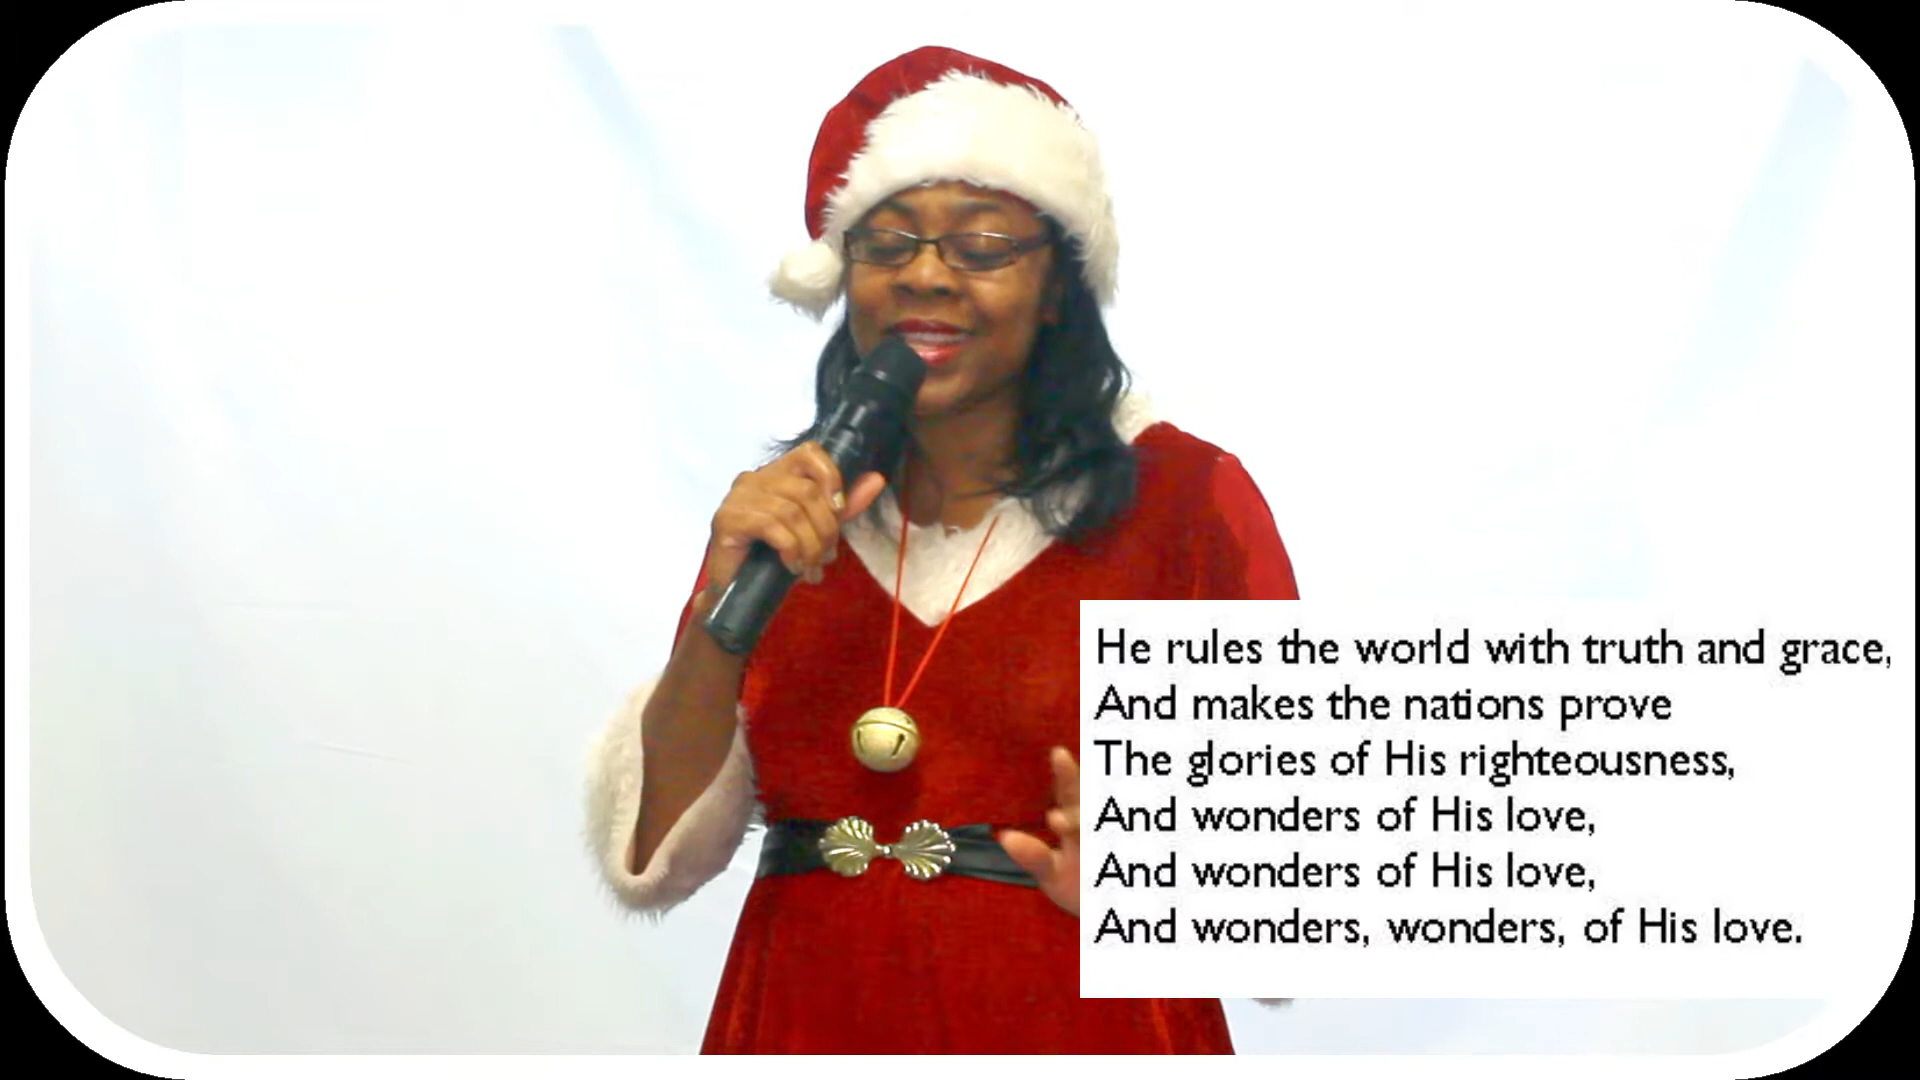 He rules the world with truth and grace,
And makes the nations prove
The glories of His righteousness,
And wonders of His love,
And wonders of His love,
And wonders, wonders, of His love.